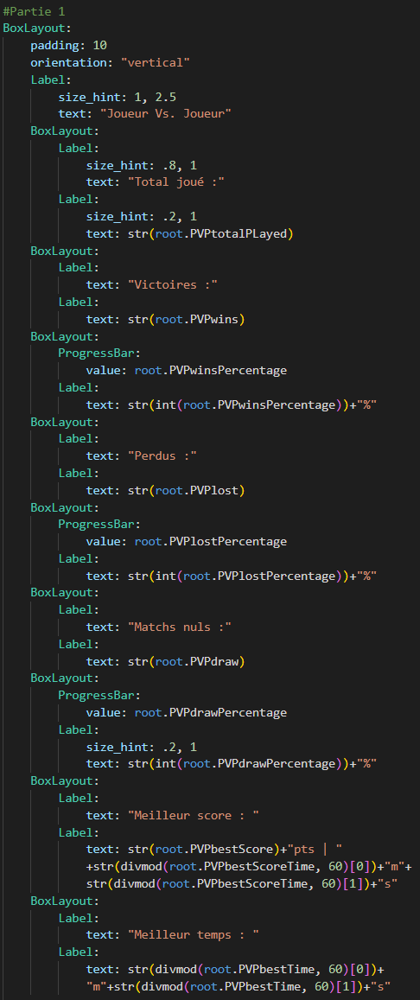 #Partie 1
BoxLayout:
    padding: 10
    orientation: "vertical"
    Label:
        size_hint: 1, 2.5
        text: "Joueur Vs. Joueur"
    BoxLayout:
        Label:
            size_hint: .8, 1
            text: "Total joué :"
        Label:
            size_hint: .2, 1
            text: str(root.PVPtotalPLayed)
    BoxLayout:
        Label:
            text: "Victoires :"
        Label:
            text: str(root.PVPwins)
    BoxLayout:
        ProgressBar:
            value: root.PVPwinsPercentage
        Label:
            text: str(int(root.PVPwinsPercentage))+"%"
    BoxLayout:
        Label:
            text: "Perdus :"
        Label:
            text: str(root.PVPlost)
    BoxLayout:
        ProgressBar:
            value: root.PVPlostPercentage
        Label:
            text: str(int(root.PVPlostPercentage))+"%"
    BoxLayout:
        Label:
            text: "Matchs nuls :"
        Label:
            text: str(root.PVPdraw)
    BoxLayout:
        ProgressBar:
            value: root.PVPdrawPercentage
        Label:
            size_hint: .2, 1
            text: str(int(root.PVPdrawPercentage))+"%"
    BoxLayout:
        Label:
            text: "Meilleur score : "
        Label:
            text: str(root.PVPbestScore)+"pts | "
            +str(divmod(root.PVPbestScoreTime, 60)[0])+"m"+
            str(divmod(root.PVPbestScoreTime, 60)[1])+"s"
    BoxLayout:
        Label:
            text: "Meilleur temps : "
        Label:
            text: str(divmod(root.PVPbestTime, 60)[0])+
            "m"+str(divmod(root.PVPbestTime, 60)[1])+"s"